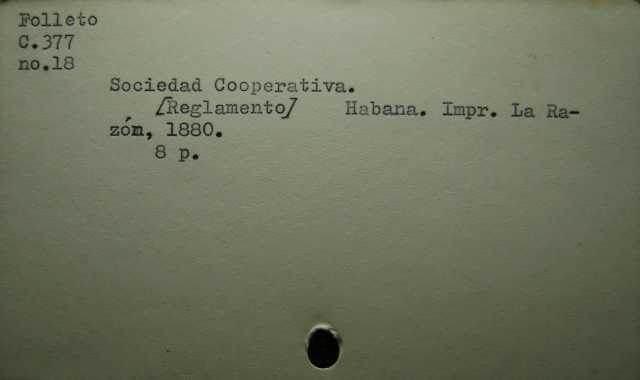 Folleto
C.377
no.18
Sociedad Cooperativa.
[Reglamento] Habana. Impr. La Ra-
zón, 1880.
8 p.